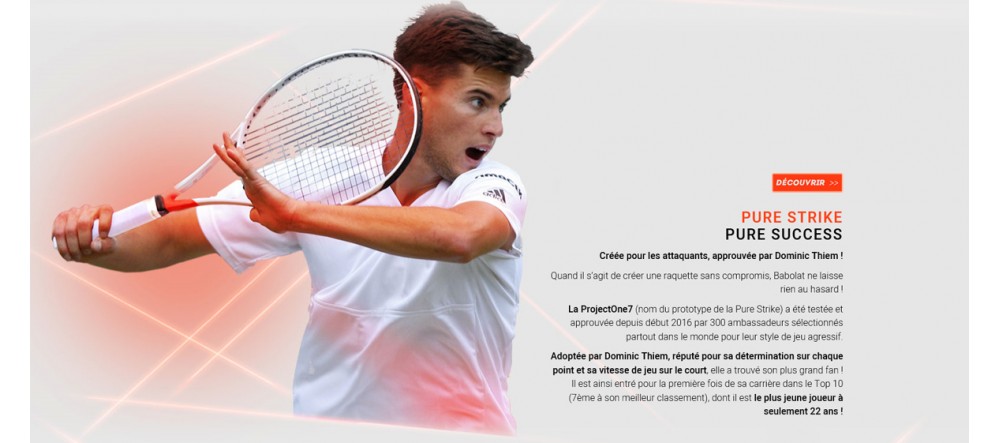 amacy
DÉCOUVRIR >>
PURE STRIKE
PURE SUCCESS
Créée pour les attaquants, approuvée par Dominic Thiem !
Quand il s'agit de créer une raquette sans compromis, Babolat ne laisse
rien au hasard !
La ProjectOne7 (nom du prototype de la Pure Strike) a été testée et
approuvée depuis début 2016 par 300 ambassadeurs sélectionnés
partout dans le monde pour leur style de jeu agressif.
Adoptée par Dominic Thiem, réputé pour sa détermination sur chaque
point et sa vitesse de jeu sur le court, elle a trouvé son plus grand fan !
Il est ainsi entré pour la première fois de sa carrière dans le Top 10
(7ème à son meilleur classement), dont il est le plus jeune joueur à
seulement 22 ans !